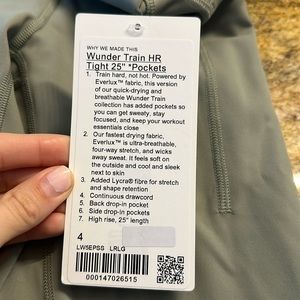 WHY WE MADE THIS
Wunder Train HR
Tight 25" *Pockets
1. Train hard, not hot. Powered by
Everlux™ fabric, this version
of our quick-drying and
breathable Wunder Train
collection has added pockets so
you can get sweaty, stay
focused, and keep your workout
essentials close
2. Our fastest drying fabric,
Everlux™ is ultra-breathable,
four-way stretch, and wicks
away sweat. It feels soft on
the outside and cool and sleek
next to skin
3. Added Lycra® fibre for stretch
and shape retention
4. Continuous drawcord
5. Back drop-in pocket
6. Side drop-in pockets
7. High rise, 25" length
4
LW5EPSS LRLG
000147026515